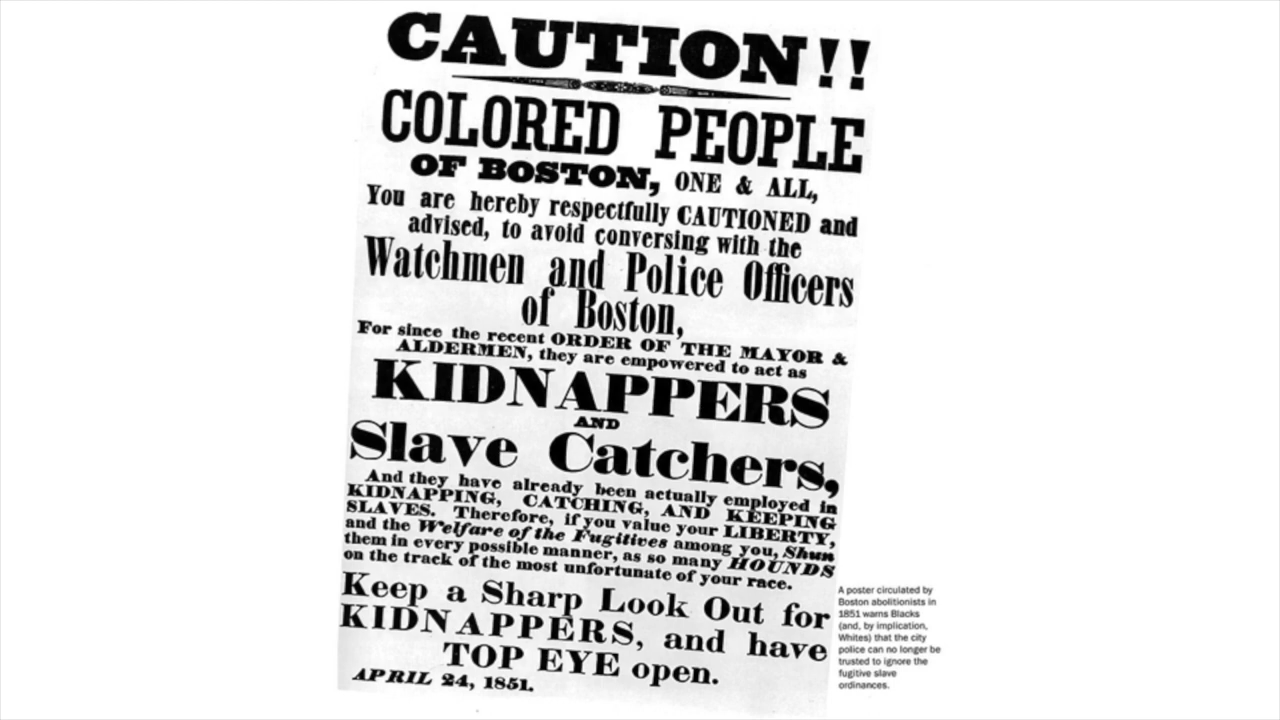 CAUTION!!
COLORED PEOPLE
OF BOSTON, ONE & ALL,
You are hereby respectfully CAUTIONED and
advised, to avoid conversing with the
Watchmen and Police Officers
of Boston,
For since the recent ORDER OF THE MAYOR &
ALDERMEN, they are empowered to act as
KIDNAPPERS
AND
Slave Catchers,
And they have already been actually employed in
KIDNAPPING, CATCHING, AND KEEPING
SLAVES. Therefore, if you value your LIBERTY,
and the Welfare of the Fugitives among you, Shun
them in every possible manner, as so many HOUNDS
on the track of the most unfortunate of your race.
Keep a Sharp Look Out for
KIDNAPPERS, and have
TOP EYE open.
APRIL 24, 1851.
A poster circulated by
Boston abolitionists in
1851 warns Blacks
(and, by implication,
Whites) that the city
police can no longer be
trusted to ignore the
fugitive slave
ordinances.